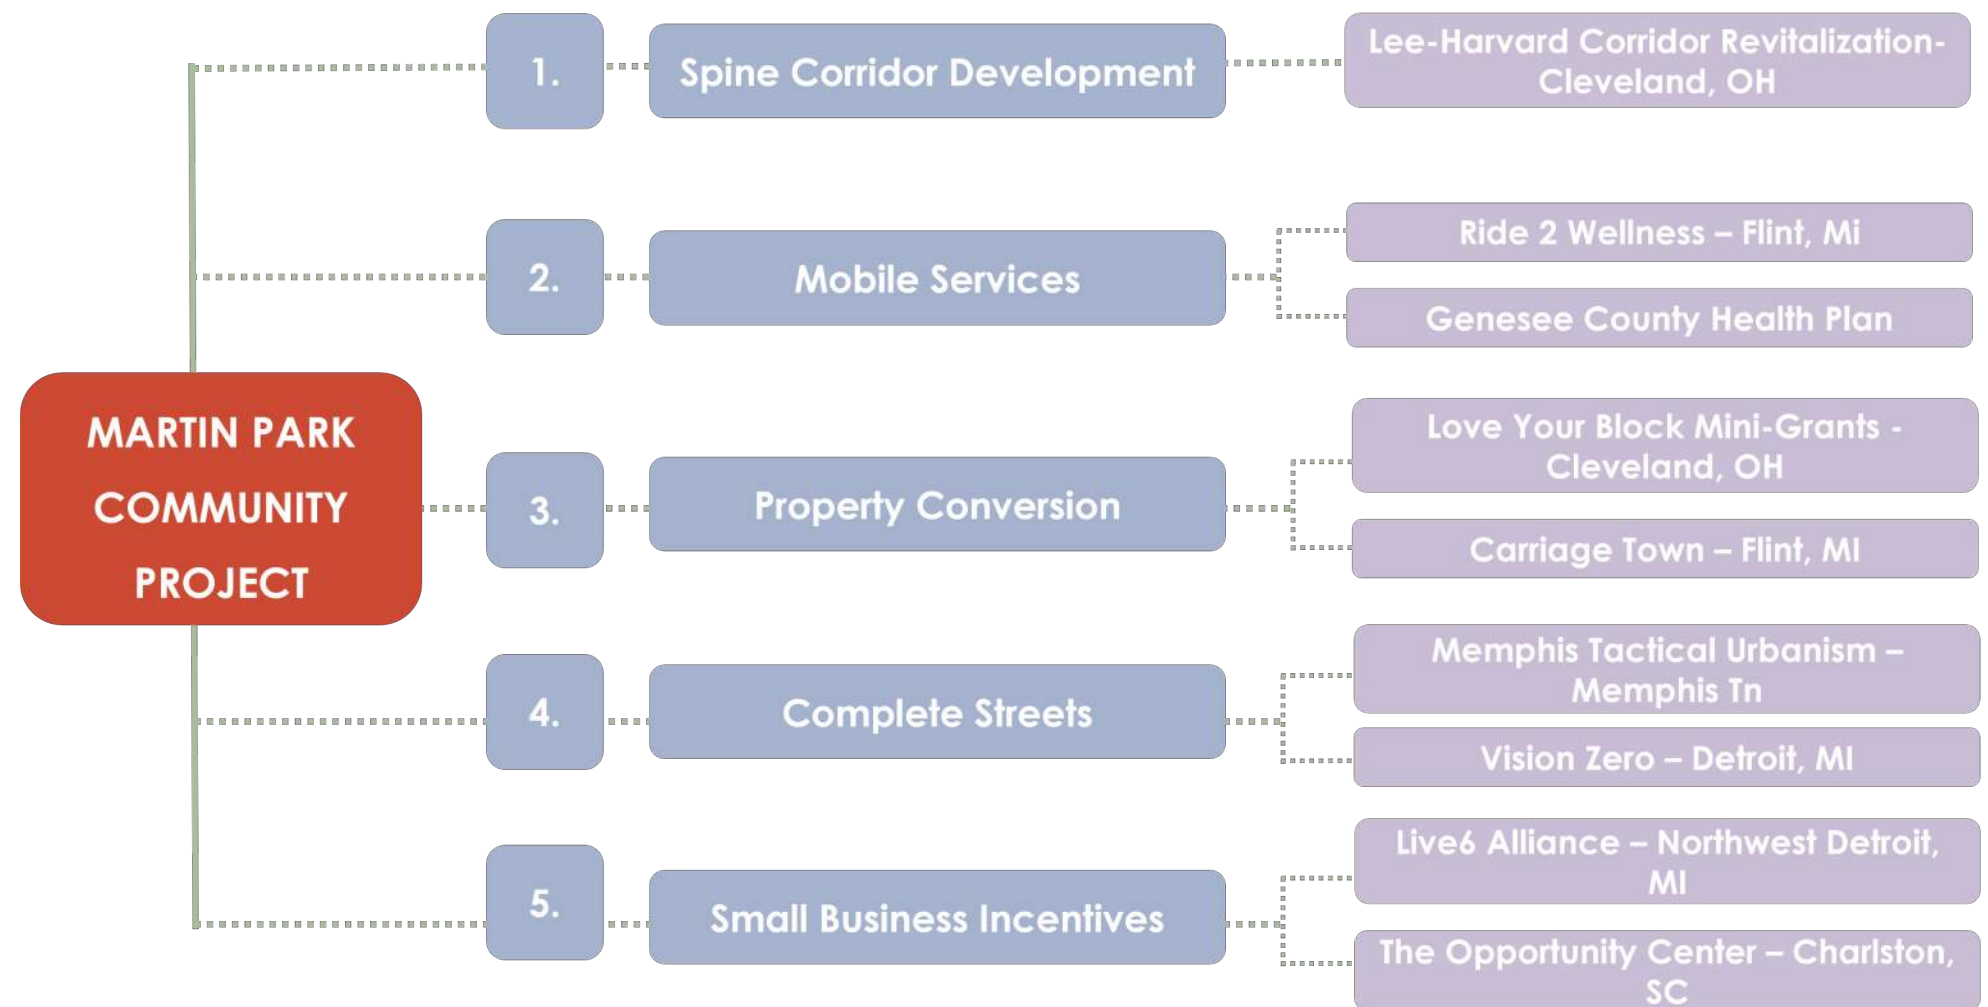 1.
Spine Corridor Development
Lee-Harvard Corridor Revitalization-
Cleveland, OH
2.
Mobile Services
Ride 2 Wellness – Flint, Mi
Genesee County Health Plan
MARTIN PARK
COMMUNITY
PROJECT
3.
Property Conversion
Love Your Block Mini-Grants -
Cleveland, OH
Carriage Town – Flint, MI
4.
Complete Streets
Memphis Tactical Urbanism –
Memphis Tn
Vision Zero – Detroit, MI
5.
Small Business Incentives
Live6 Alliance – Northwest Detroit,
MI
The Opportunity Center – Charlston,
SC